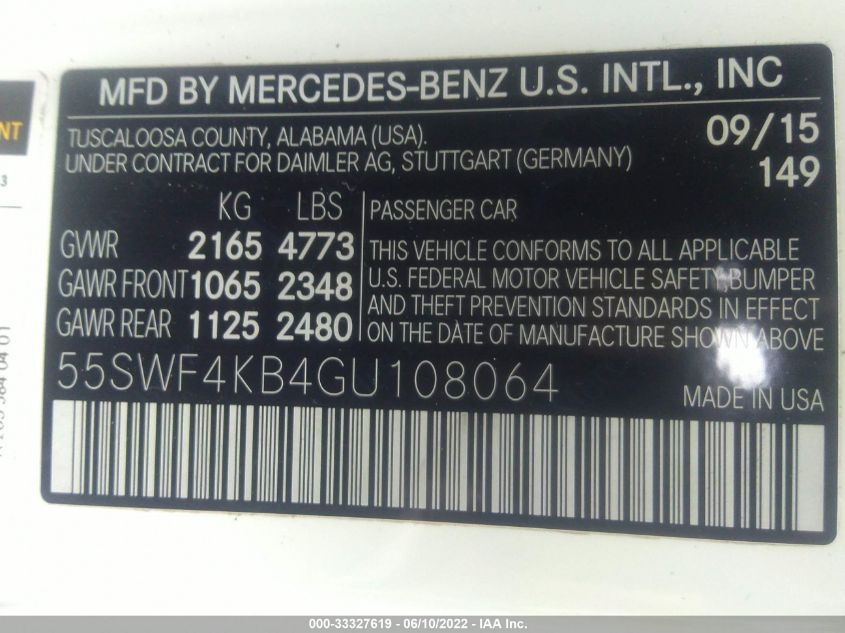 MFD BY MERCEDES-BENZ U.S. INTL., INC
TUSCALOOSA COUNTY, ALABAMA (USA). 09/15
UNDER CONTRACT FOR DAIMLER AG, STUTTGART (GERMANY) 149
KG LBS PASSENGER CAR
GVWR 2165 4773
GAWR FRONT 1065 2348
GAWR REAR 1125 2480
THIS VEHICLE CONFORMS TO ALL APPLICABLE
U.S. FEDERAL MOTOR VEHICLE SAFETY, BUMPER
AND THEFT PREVENTION STANDARDS IN EFFECT
ON THE DATE OF MANUFACTURE SHOWN ABOVE
55SWF4KB4GU108064
MADE IN USA
NT
3
000-33327619 - 06/10/2022 - IAA Inc.